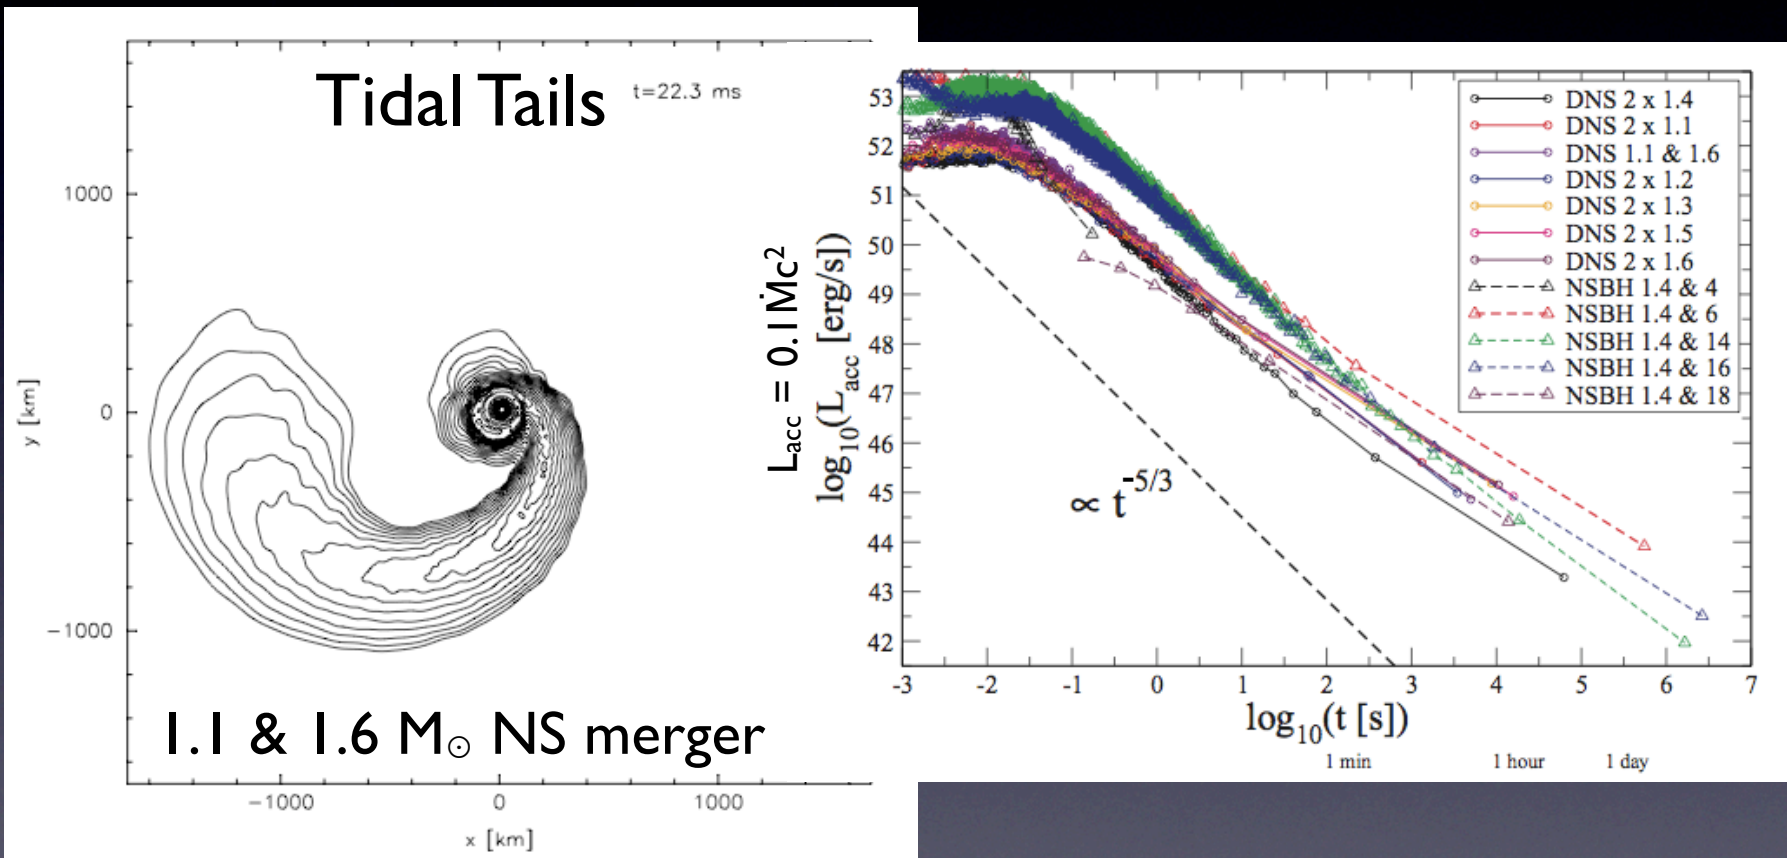 Tidal Tails
t=22.3 ms
1000
0
−1000
y [km]
−1000
0
1000
x [km]
1.1 & 1.6 M☉ NS merger
Lacc = 0.1Ṁc²
log₁₀(Lacc [erg/s])
53
52
51
50
49
48
47
46
45
44
43
42
∝ t^-5/3
DNS 2 x 1.4
DNS 2 x 1.1
DNS 1.1 & 1.6
DNS 2 x 1.2
DNS 2 x 1.3
DNS 2 x 1.5
DNS 2 x 1.6
NSBH 1.4 & 4
NSBH 1.4 & 6
NSBH 1.4 & 14
NSBH 1.4 & 16
NSBH 1.4 & 18
-3 -2 -1 0 1 2 3 4 5 6 7
log₁₀(t [s])
1 min 1 hour 1 day